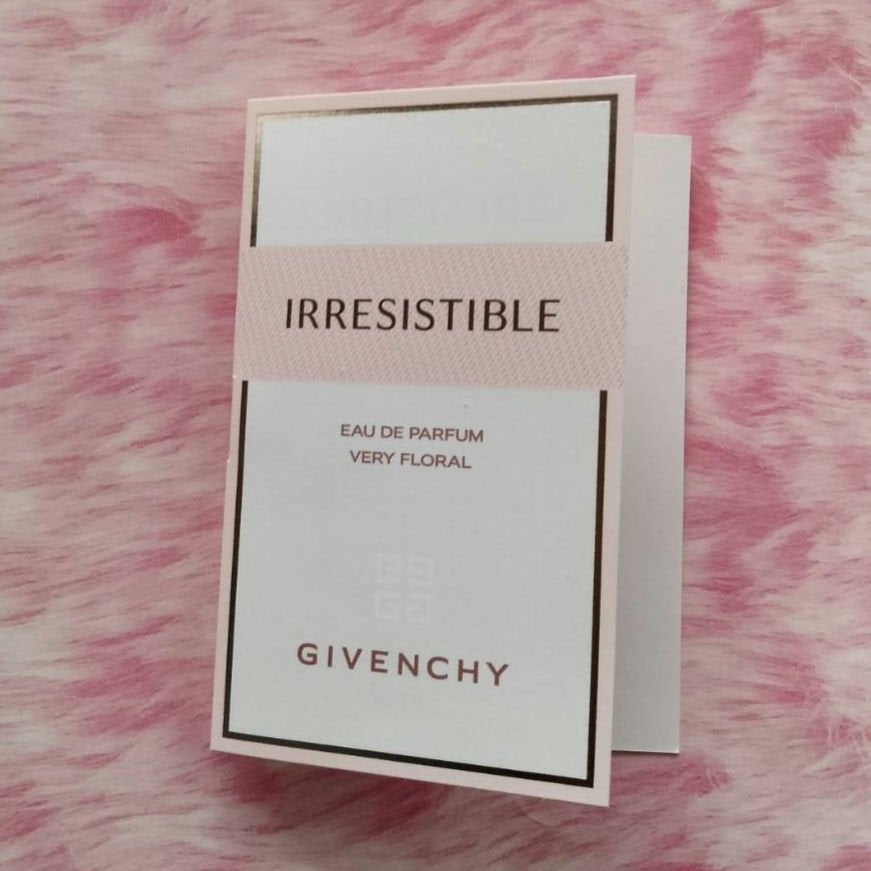 IRRESISTIBLE
EAU DE PARFUM
VERY FLORAL
GIVENCHY